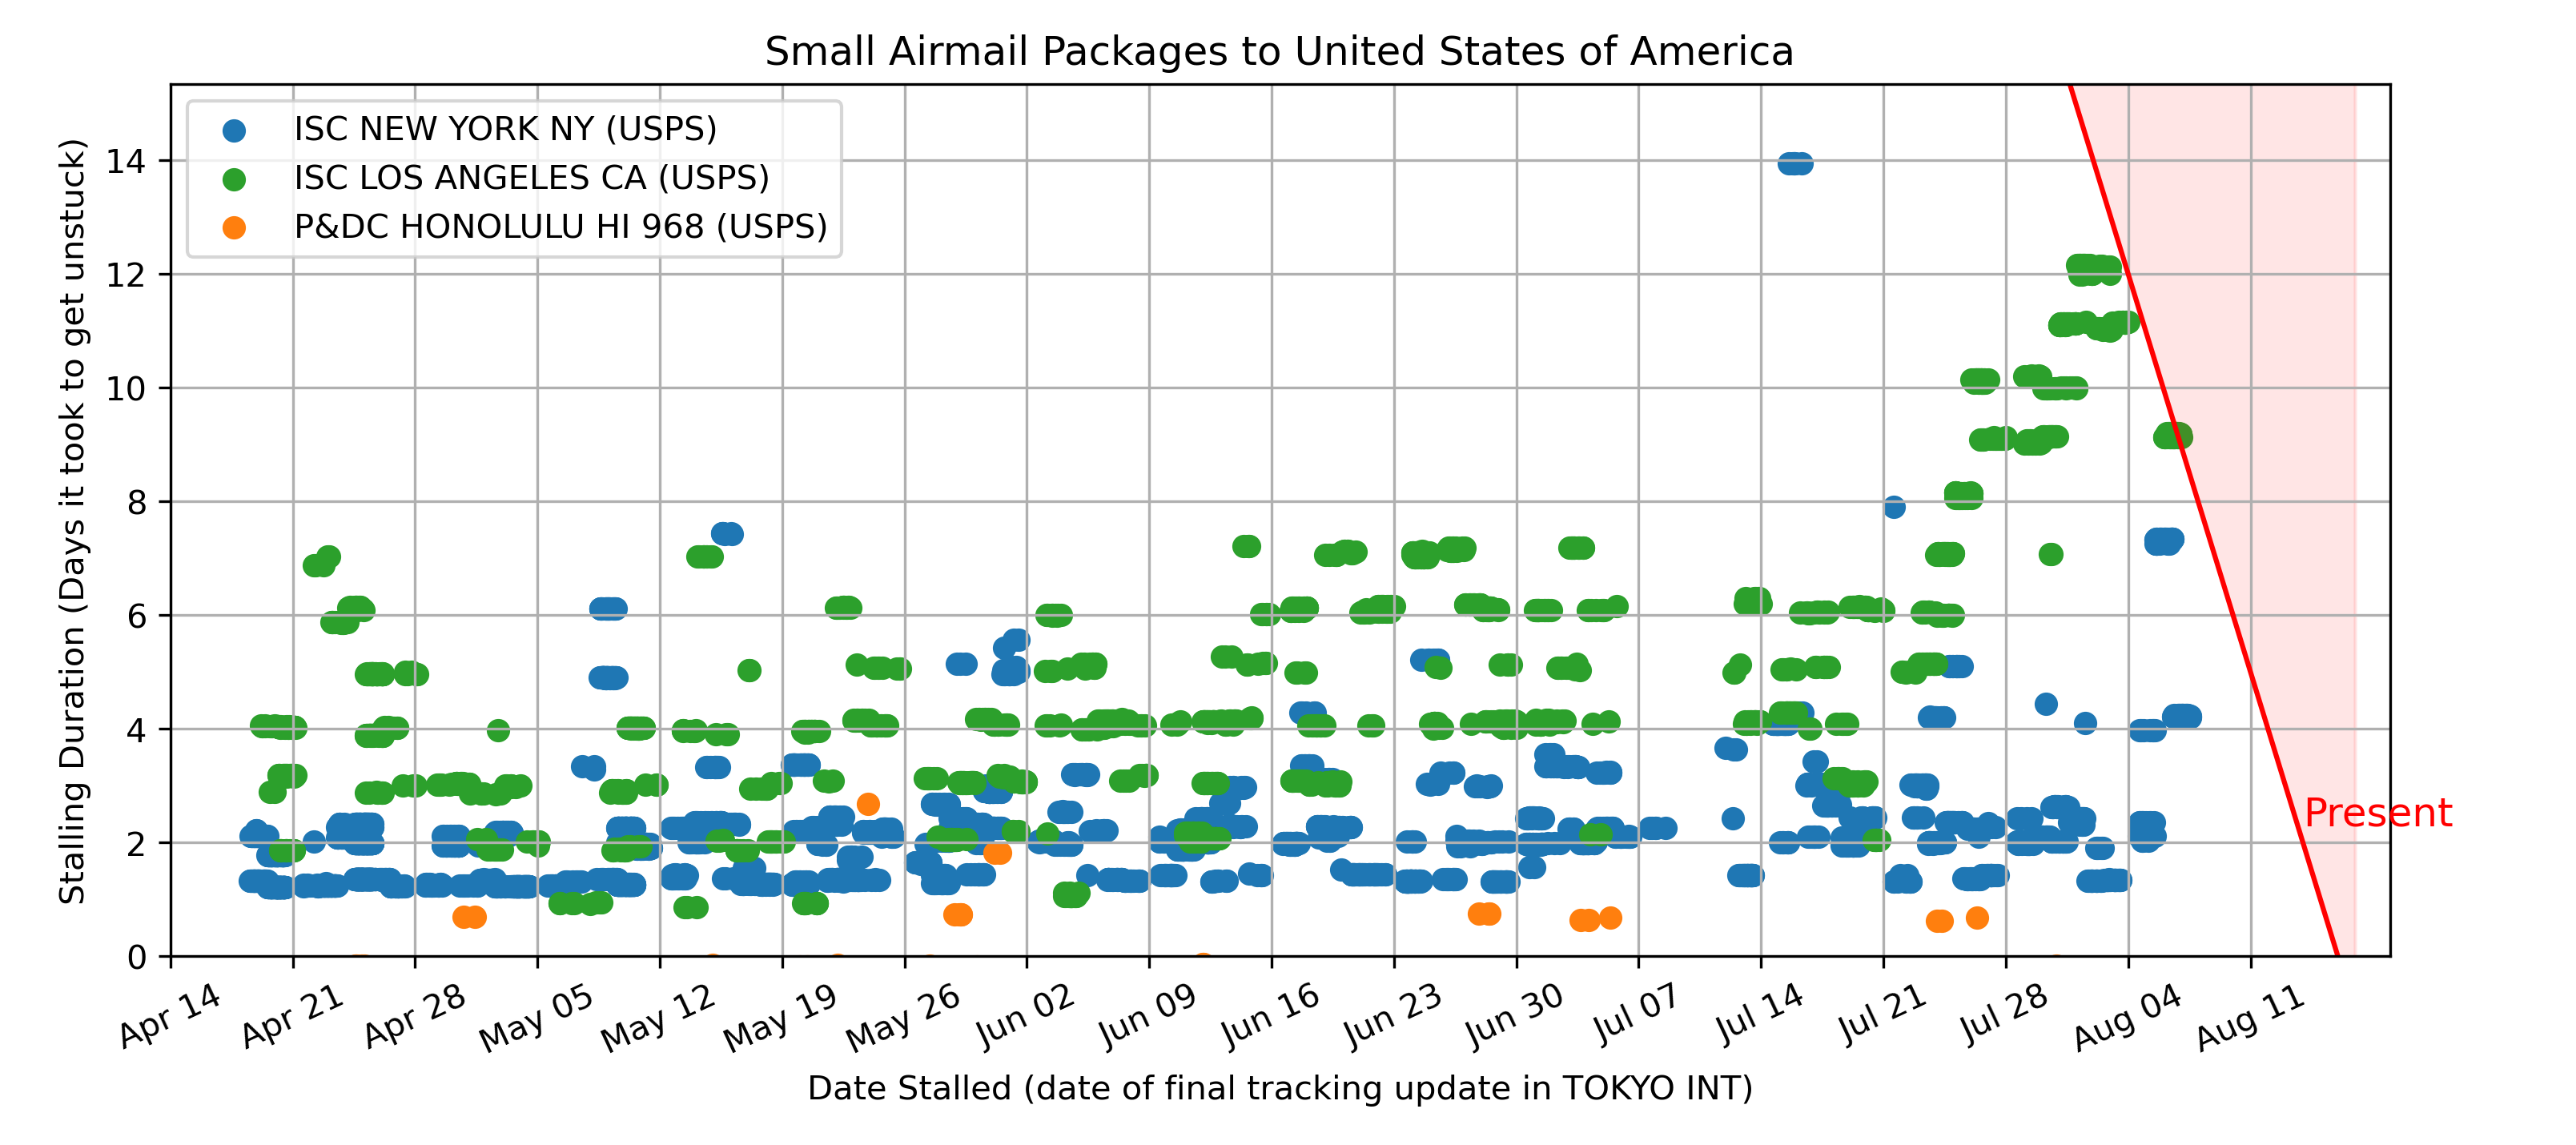 Small Airmail Packages to United States of America
ISC NEW YORK NY (USPS)
ISC LOS ANGELES CA (USPS)
P&DC HONOLULU HI 968 (USPS)
Stalling Duration (Days it took to get unstuck)
14
12
10
8
6
4
2
0
Present
Apr 14
Apr 21
Apr 28
May 05
May 12
May 19
May 26
Jun 02
Jun 09
Jun 16
Jun 23
Jun 30
Jul 07
Jul 14
Jul 21
Jul 28
Aug 04
Aug 11
Date Stalled (date of final tracking update in TOKYO INT)